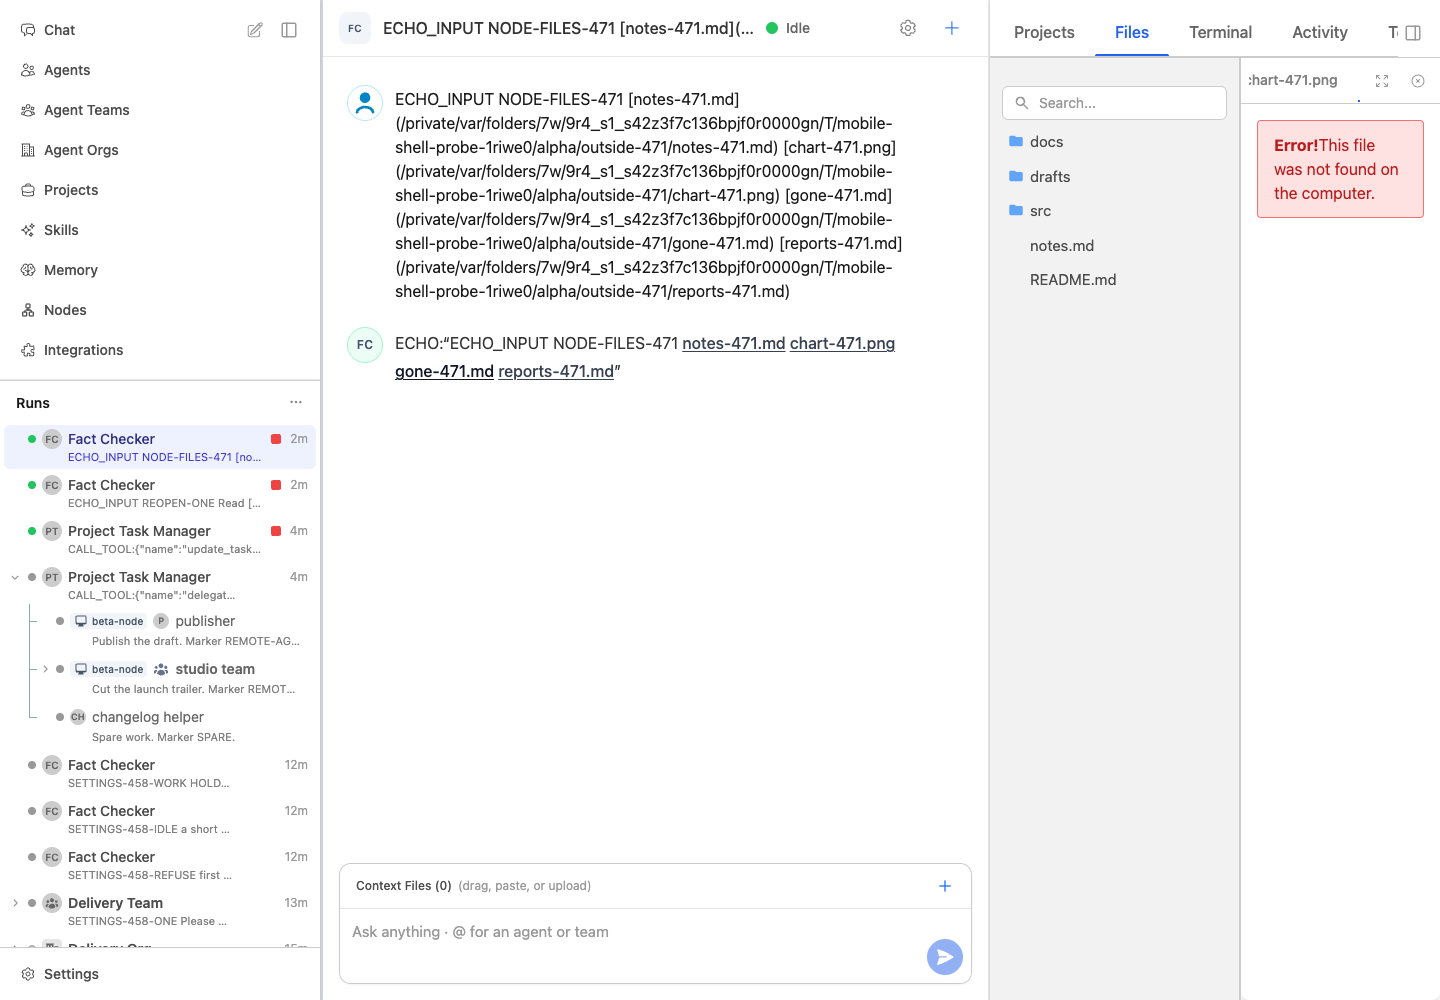 Chat
Agents
Agent Teams
Agent Orgs
Projects
Skills
Memory
Nodes
Integrations
Runs
FC Fact Checker 2m
ECHO_INPUT NODE-FILES-471 [no...
FC Fact Checker 2m
ECHO_INPUT REOPEN-ONE Read [...
PT Project Task Manager 4m
CALL_TOOL:{"name":"update_task...
PT Project Task Manager 4m
CALL_TOOL:{"name":"delegat...
beta-node P publisher
Publish the draft. Marker REMOTE-AG...
beta-node studio team
Cut the launch trailer. Marker REMOT...
CH changelog helper
Spare work. Marker SPARE.
FC Fact Checker 12m
SETTINGS-458-WORK HOLD...
FC Fact Checker 12m
SETTINGS-458-IDLE a short ...
FC Fact Checker 12m
SETTINGS-458-REFUSE first ...
Delivery Team 13m
SETTINGS-458-ONE Please ...
Delivery Org 15m
Settings
FC ECHO_INPUT NODE-FILES-471 [notes-471.md](... Idle
ECHO_INPUT NODE-FILES-471 [notes-471.md]
(/private/var/folders/7w/9r4_s1_s42z3f7c136bpjf0r0000gn/T/mobile-
shell-probe-1riwe0/alpha/outside-471/notes-471.md) [chart-471.png]
(/private/var/folders/7w/9r4_s1_s42z3f7c136bpjf0r0000gn/T/mobile-
shell-probe-1riwe0/alpha/outside-471/chart-471.png) [gone-471.md]
(/private/var/folders/7w/9r4_s1_s42z3f7c136bpjf0r0000gn/T/mobile-
shell-probe-1riwe0/alpha/outside-471/gone-471.md) [reports-471.md]
(/private/var/folders/7w/9r4_s1_s42z3f7c136bpjf0r0000gn/T/mobile-
shell-probe-1riwe0/alpha/outside-471/reports-471.md)
FC ECHO:“ECHO_INPUT NODE-FILES-471 notes-471.md chart-471.png
gone-471.md reports-471.md”
Context Files (0) (drag, paste, or upload)
Ask anything · @ for an agent or team
Projects Files Terminal Activity
Search...
docs
drafts
src
notes.md
README.md
chart-471.png
Error!This file
was not found on
the computer.